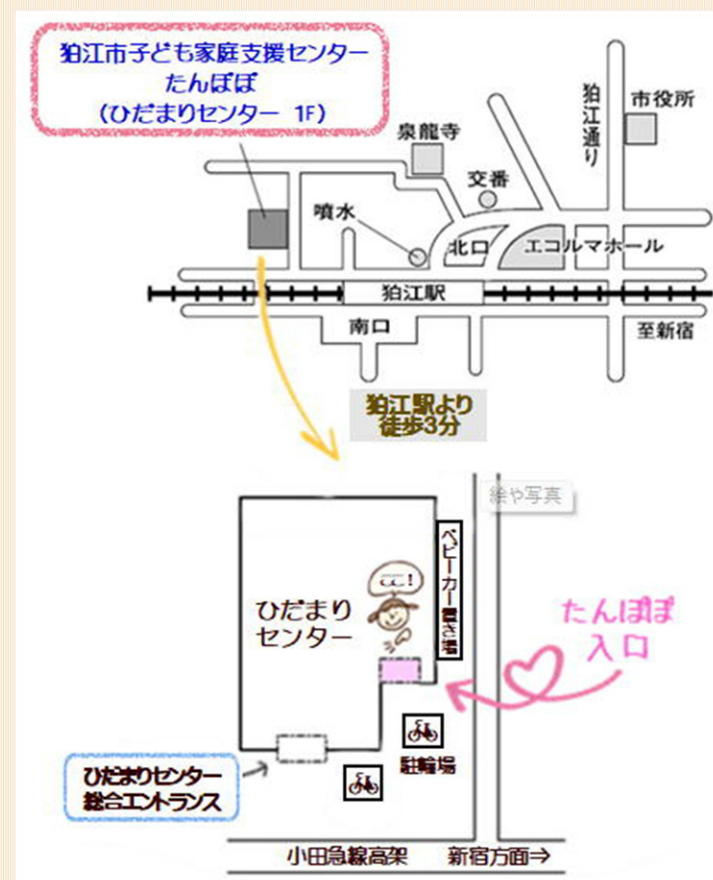 狛江市子ども家庭支援センター
たんぽぽ
（ひだまりセンター 1F）
狛江通り
市役所
泉龍寺
交番
噴水
北口
エコルマホール
狛江駅
南口
至新宿
狛江駅より
徒歩3分
絵や写真
ベビーカー置き場
ここ!
ひだまり
センター
たんぽぽ
入口
駐輪場
ひだまりセンター
総合エントランス
小田急線高架 新宿方面→